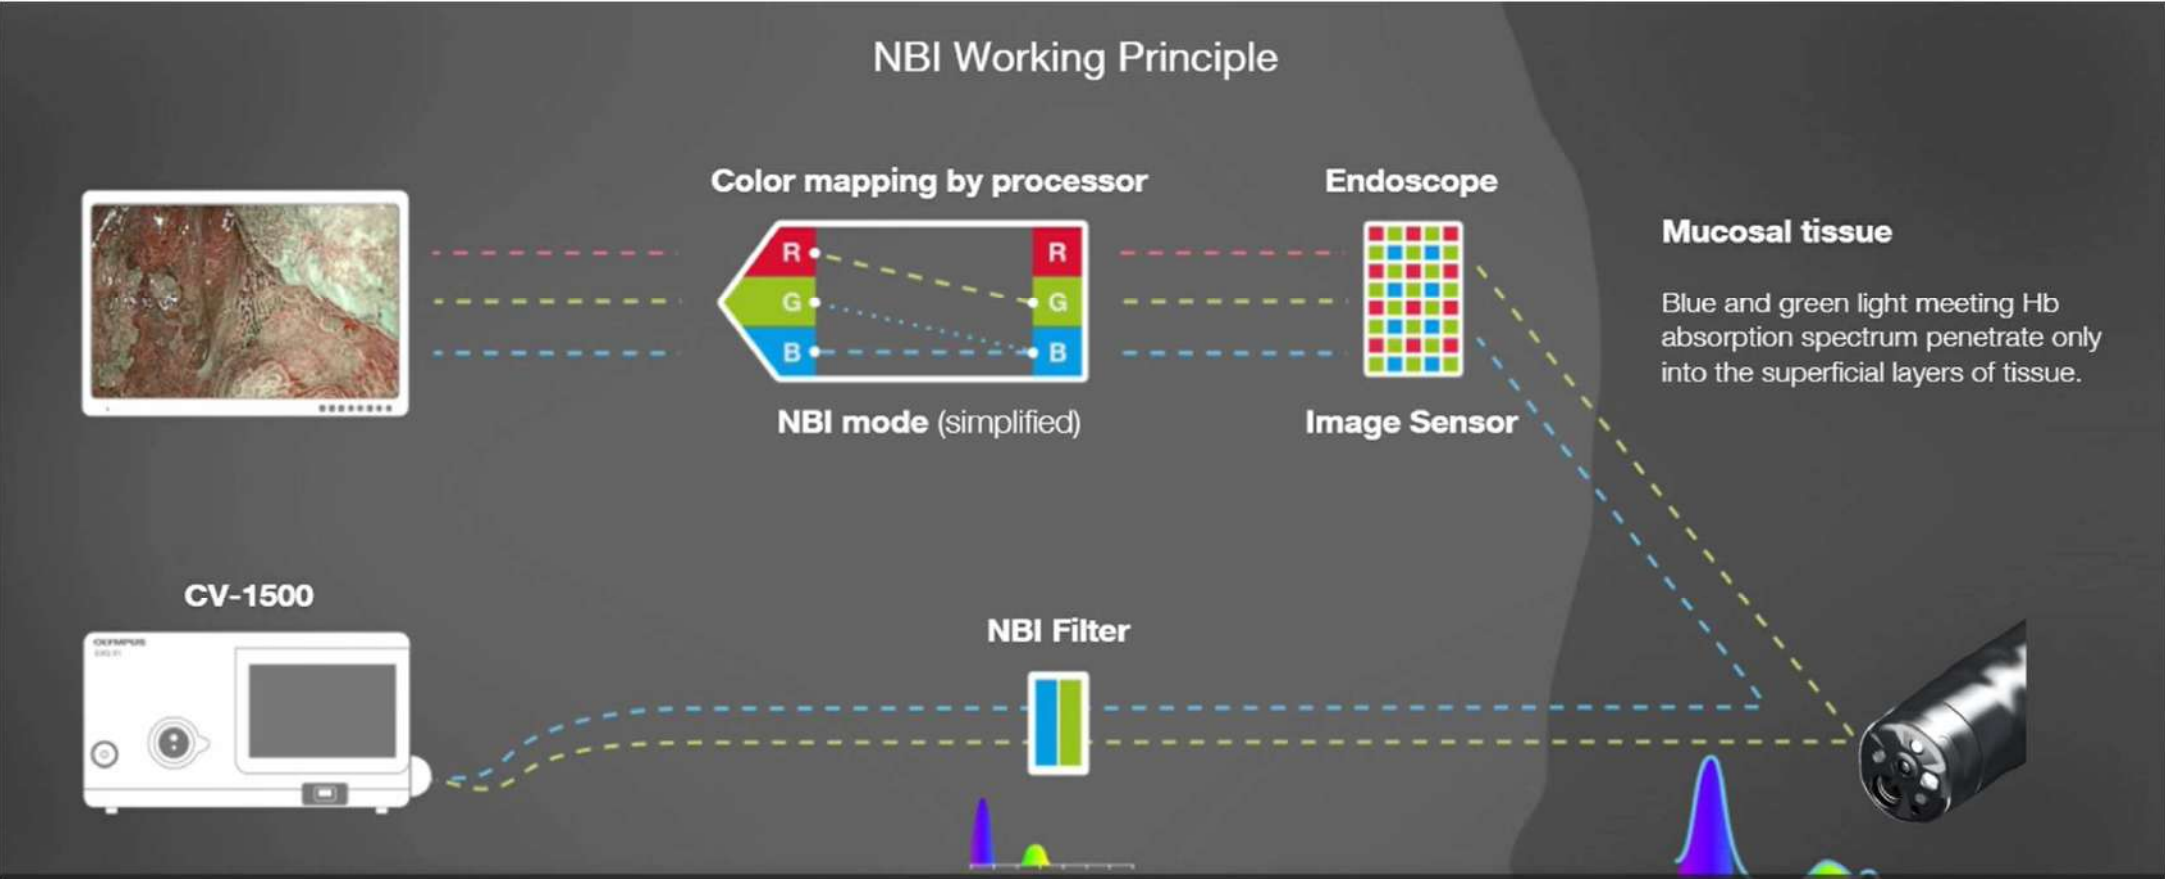 NBI Working Principle
Color mapping by processor
Endoscope
Mucosal tissue
R
R
G
G
B
B
Blue and green light meeting Hb
absorption spectrum penetrate only
into the superficial layers of tissue.
NBI mode (simplified)
Image Sensor
CV-1500
OLYMPUS
NBI Filter